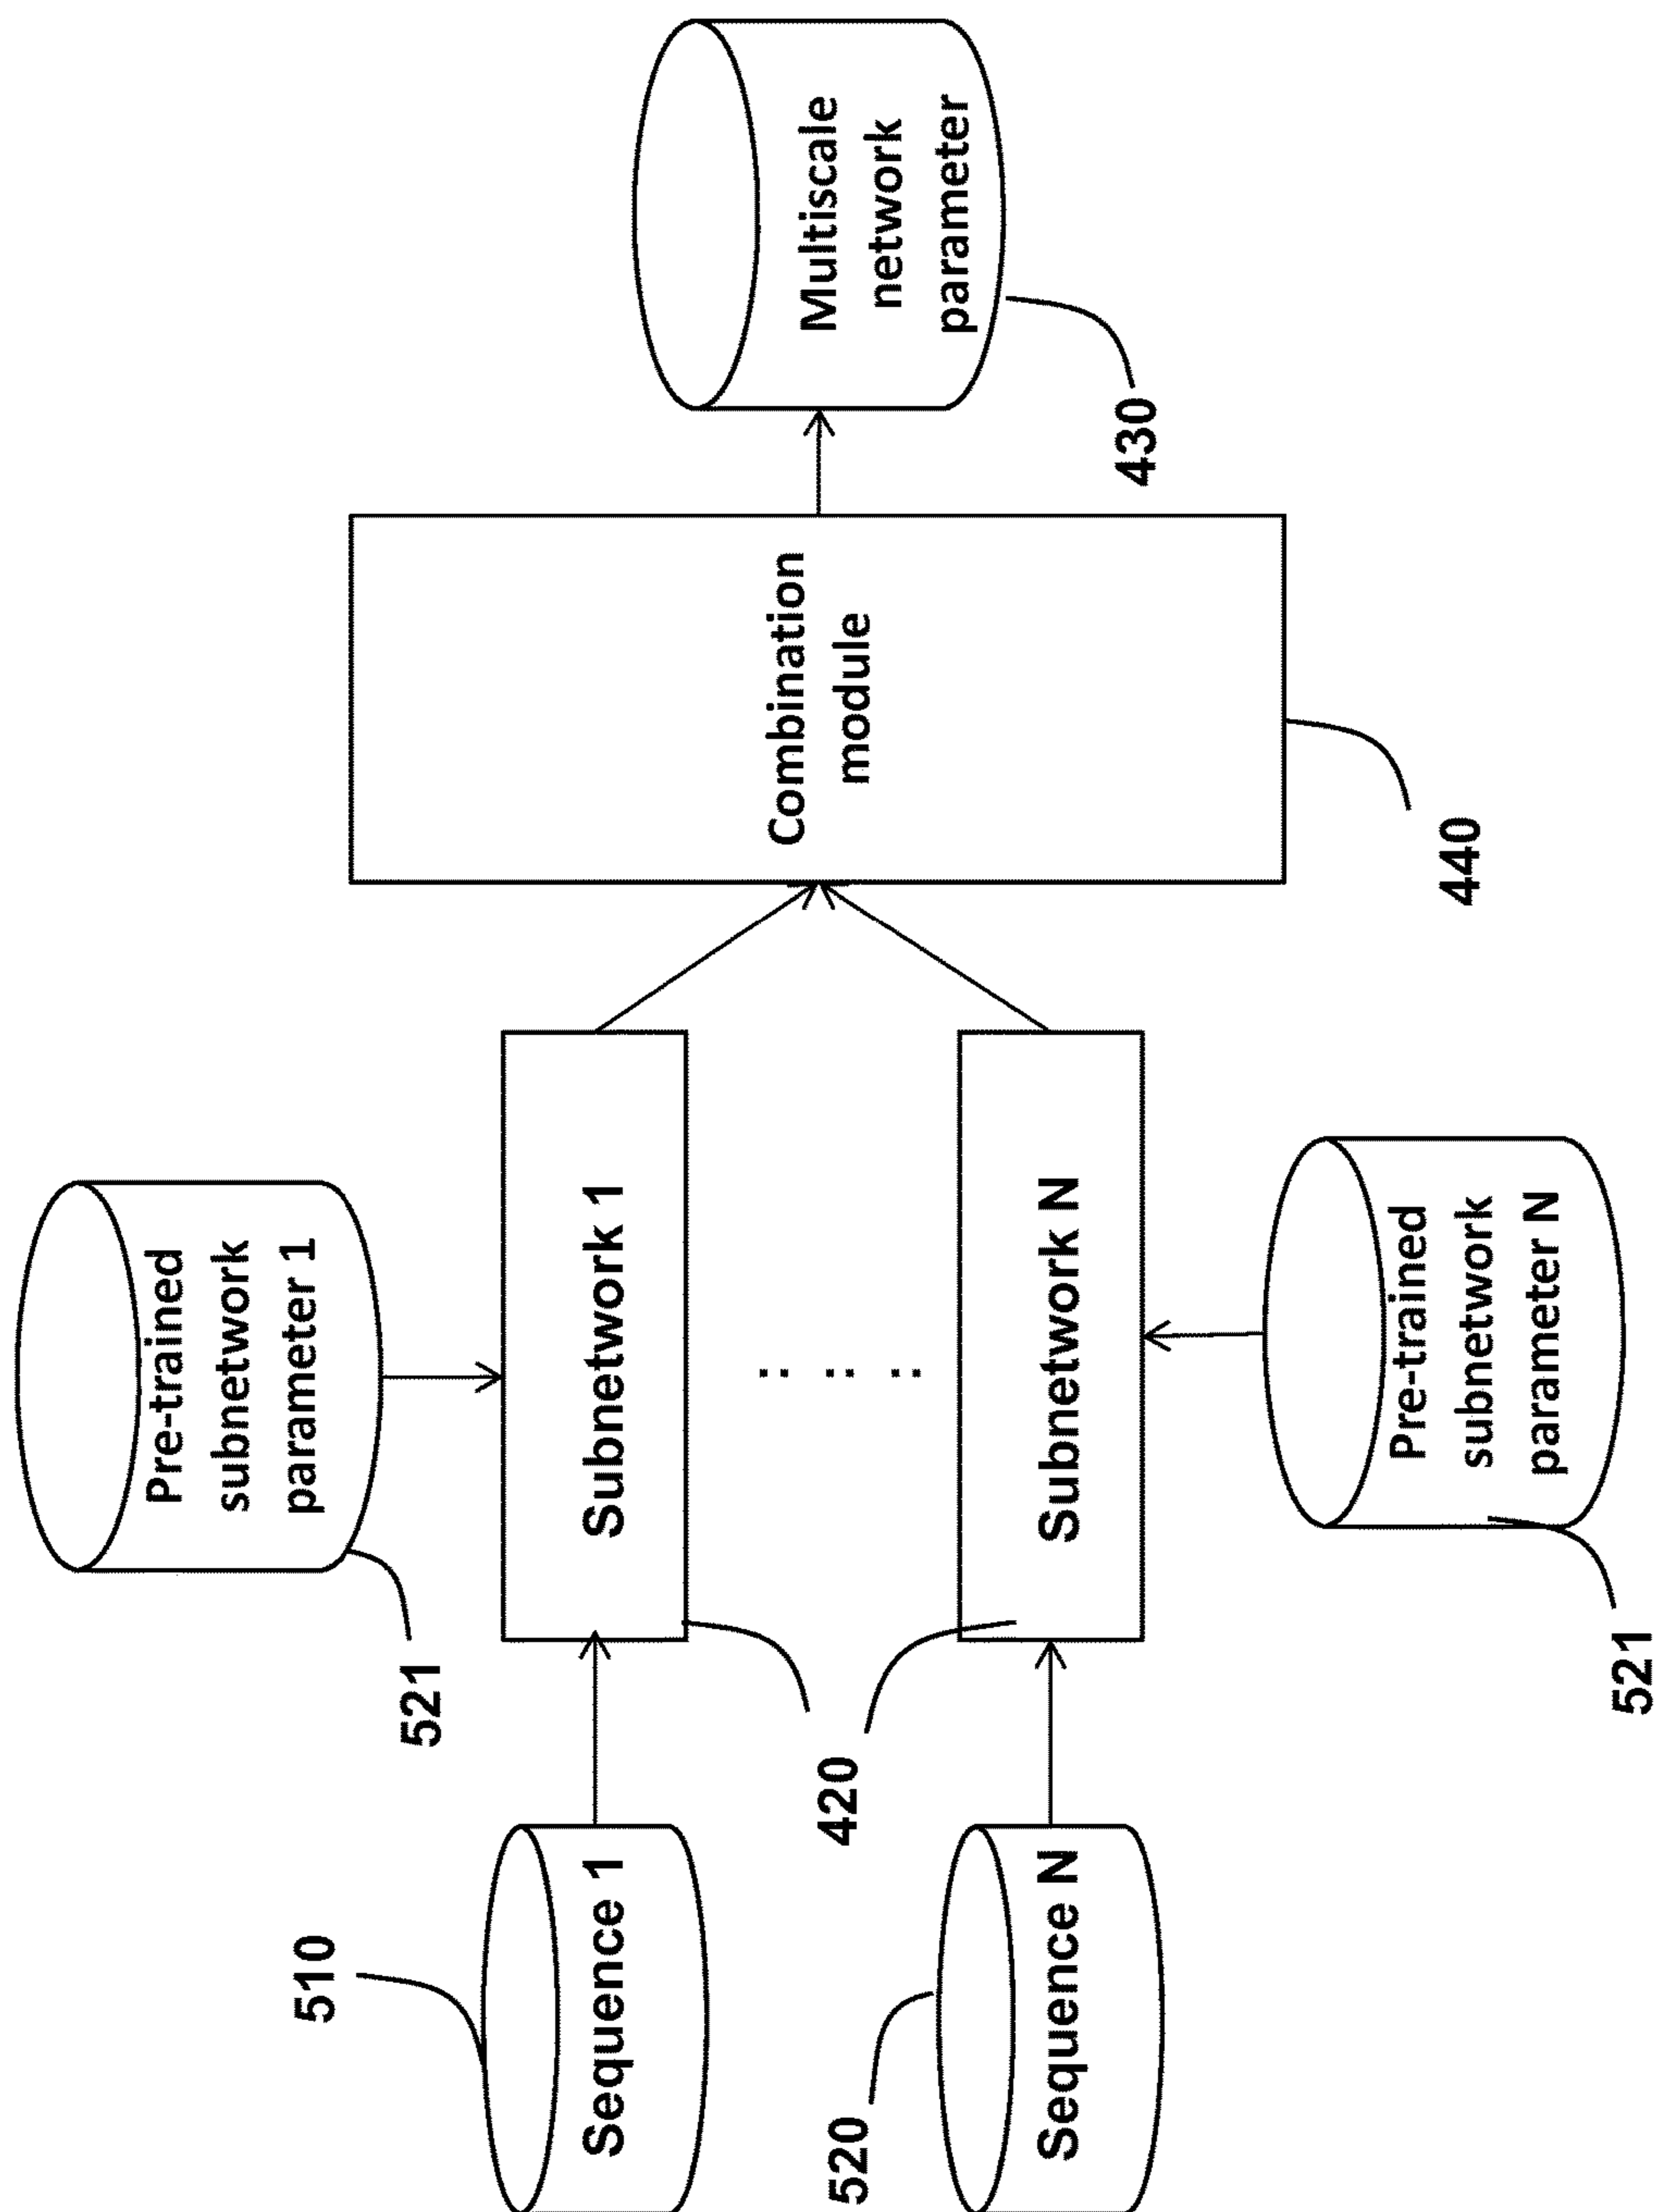 510
Sequence 1
520
Sequence N
420
521
Pre-trained
subnetwork
parameter 1
Subnetwork 1
:
:
:
Subnetwork N
Pre-trained
subnetwork
parameter N
521
Combination
module
440
Multiscale
network
parameter
430